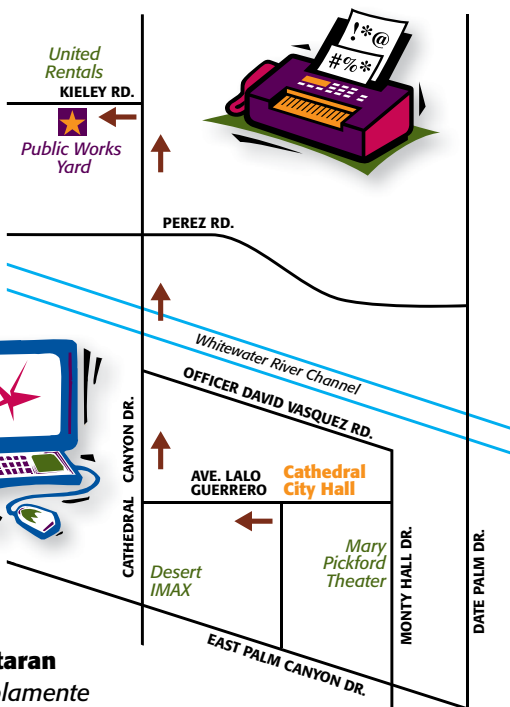 United
Rentals
KIELEY RD.
Public Works
Yard
!*@
#%*
PEREZ RD.
Whitewater River Channel
OFFICER DAVID VASQUEZ RD.
CATHEDRAL CANYON DR.
AVE. LALO
GUERRERO
Cathedral
City Hall
Desert
IMAX
Mary
Pickford
Theater
MONTY HALL DR.
DATE PALM DR.
EAST PALM CANYON DR.
taran
olamente